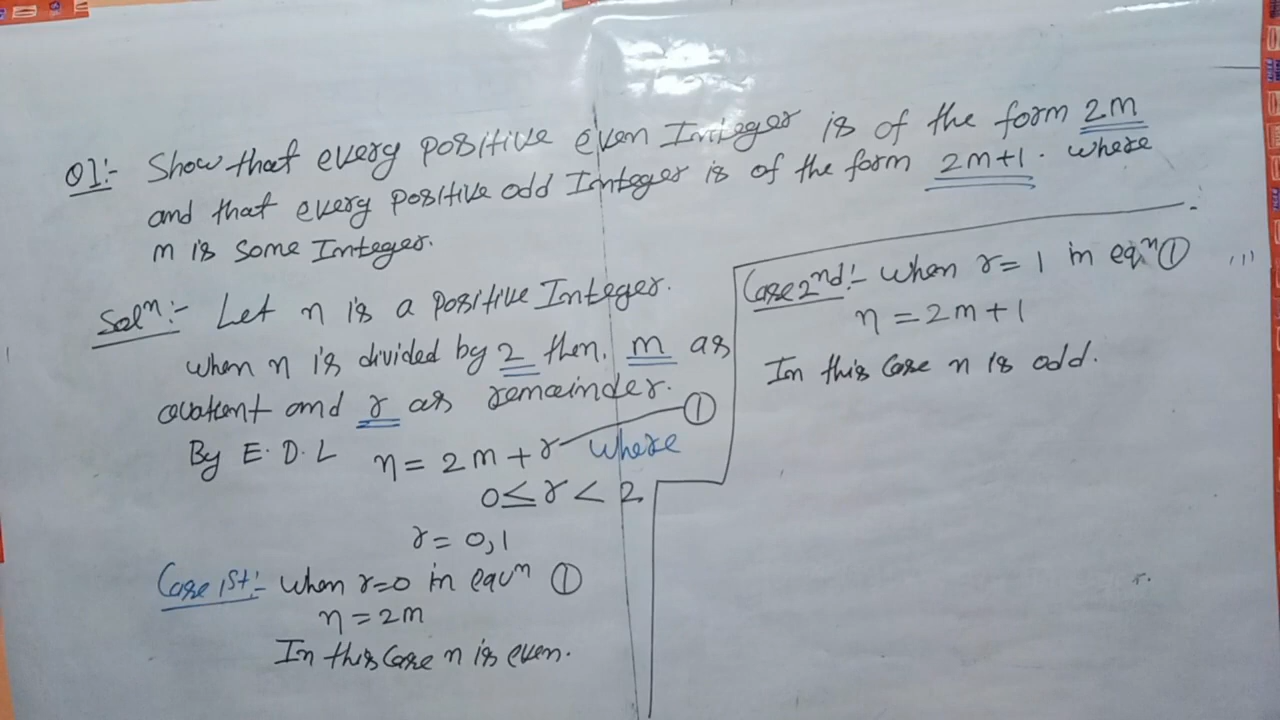 Q1:- Show that every positive even Integer is of the form 2m
and that every positive odd Integer is of the form 2m+1. where
m is some Integer.
Solⁿ:- Let n is a positive Integer.
when n is divided by 2 then, m as
and r as remainder.
By E.D.L n = 2m + r ① where
0 ≤ r < 2
r = 0,1
Case 1st:- when r=0 in equⁿ ①
n = 2m
In this case n is even.
Case 2nd:- when r = 1 in eqⁿ ①
n = 2m + 1
In this case n is odd.